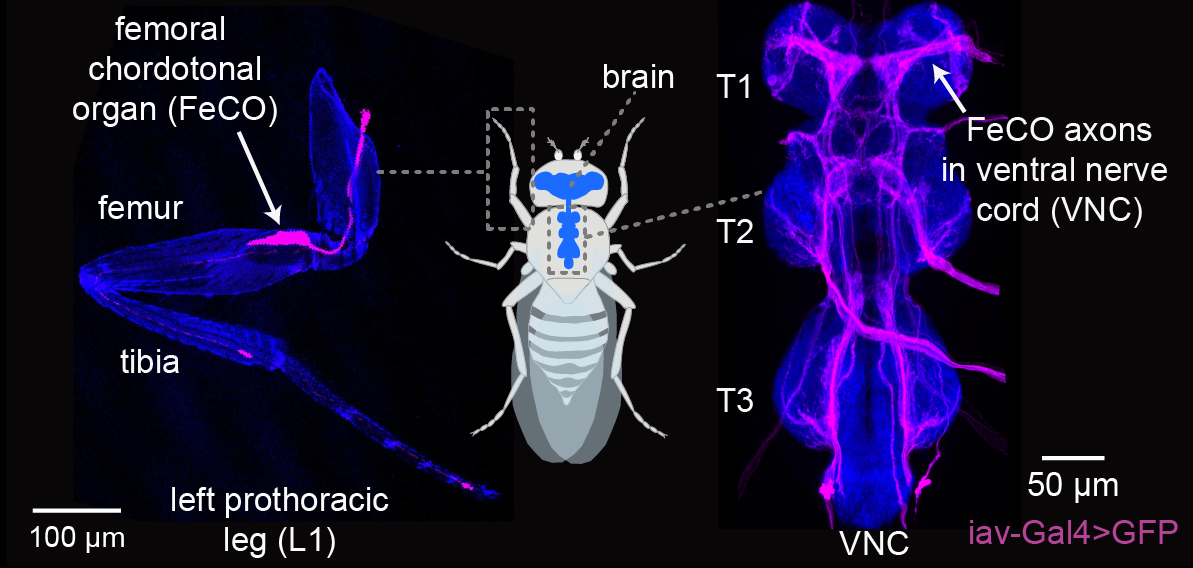 femoral
chordotonal
organ (FeCO)
femur
tibia
left prothoracic
leg (L1)
100 μm
brain
T1
T2
T3
FeCO axons
in ventral nerve
cord (VNC)
50 μm
VNC
iav-Gal4>GFP